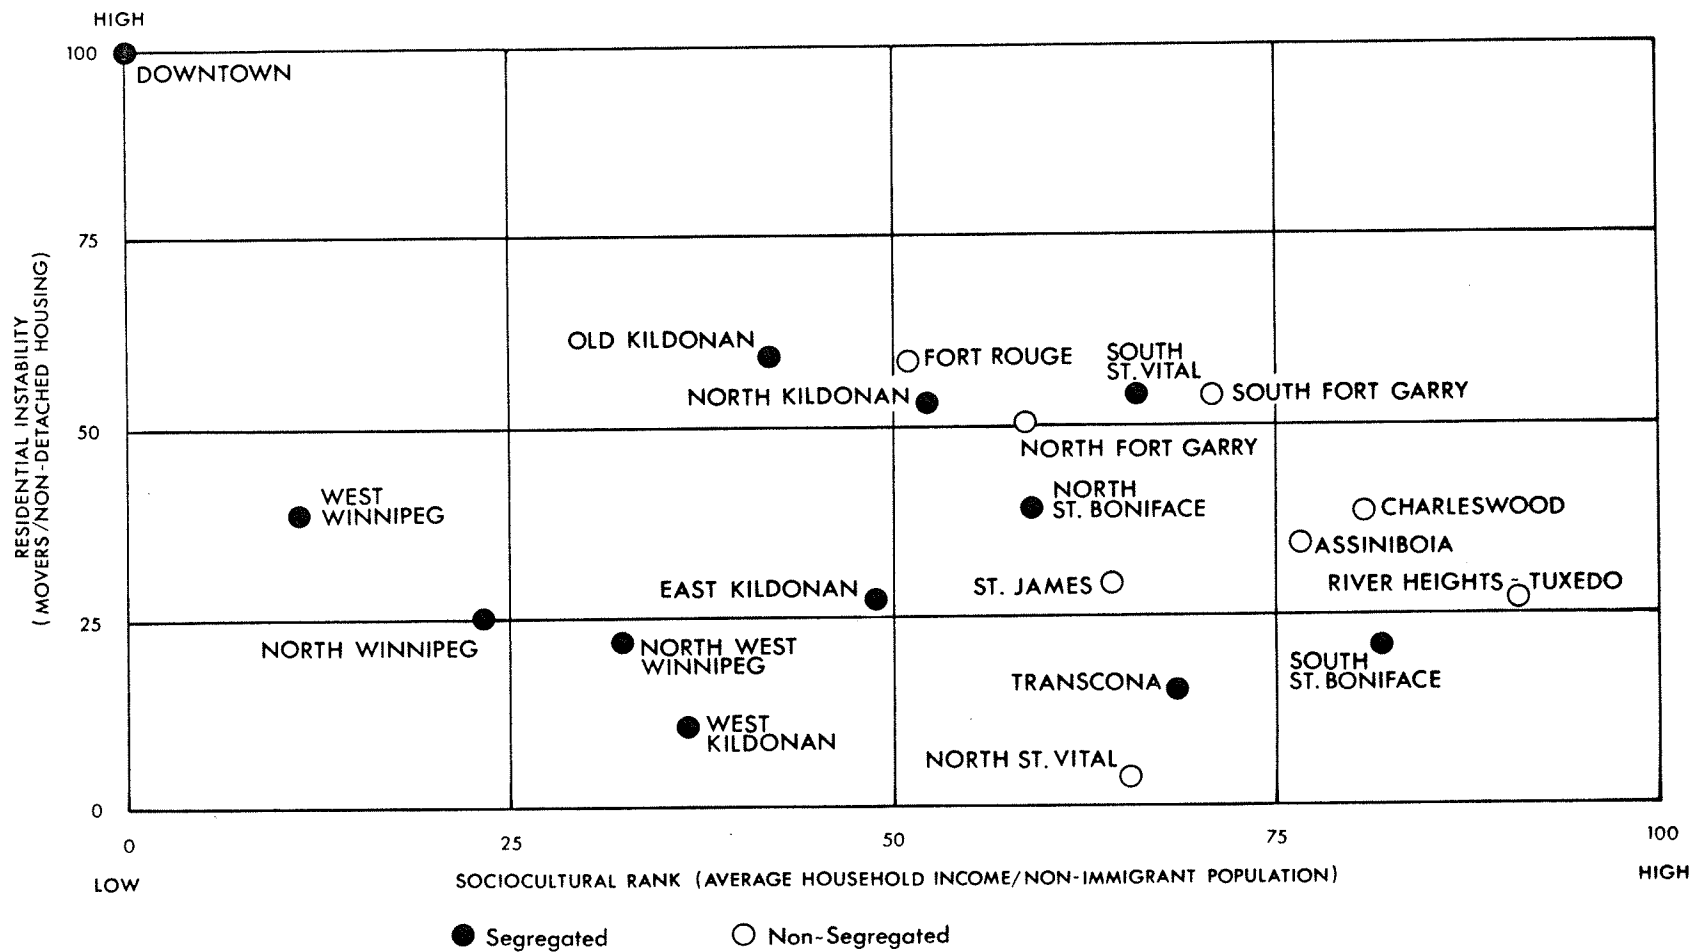 HIGH
100
DOWNTOWN
75
OLD KILDONAN
FORT ROUGE
SOUTH
ST. VITAL
SOUTH FORT GARRY
NORTH KILDONAN
50
NORTH FORT GARRY
WEST
WINNIPEG
NORTH
ST. BONIFACE
CHARLESWOOD
ASSINIBOIA
ST. JAMES
RIVER HEIGHTS - TUXEDO
EAST KILDONAN
25
NORTH WINNIPEG
NORTH WEST
WINNIPEG
SOUTH
ST. BONIFACE
TRANSCONA
WEST
KILDONAN
NORTH ST. VITAL
0
RESIDENTIAL INSTABILITY
(MOVERS/NON-DETACHED HOUSING)
0 25 50 75 100
LOW SOCIOCULTURAL RANK (AVERAGE HOUSEHOLD INCOME/NON-IMMIGRANT POPULATION) HIGH
Segregated Non-Segregated